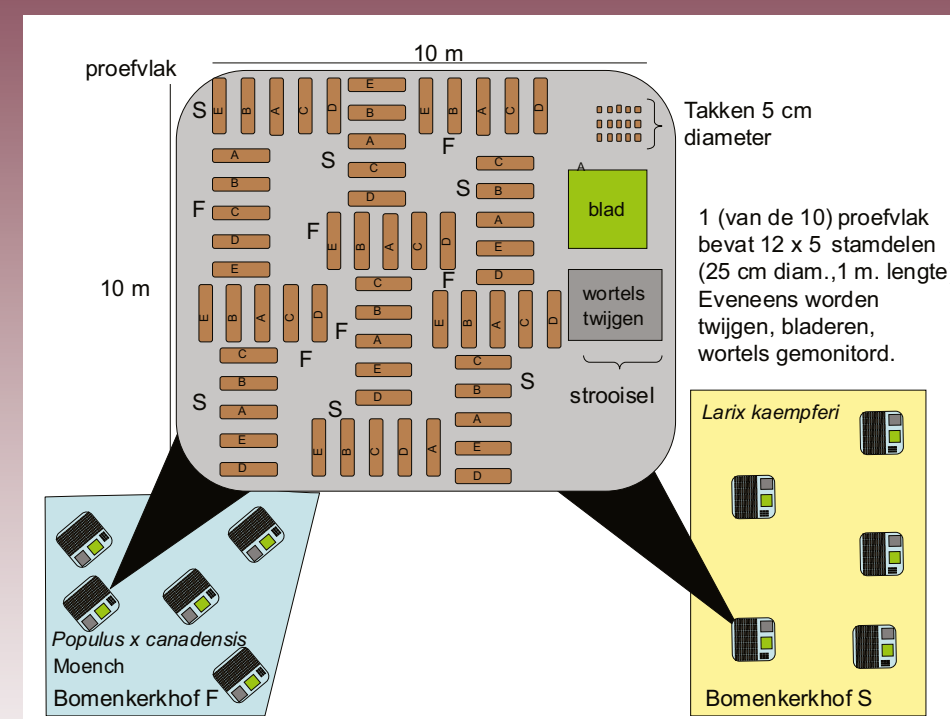 10 m
proefvlak
10 m
S
E B A C D
E
B
A
C
D
S
E B A C D
F
A
B
C
D
E
F
C
B
A
E
D
S
E B A C D
F
F
E B A C D
F
C
B
A
E
D
F
E B A C D
C
B
A
E
D
S
E B C D A
S
C
B
A
E
D
S
Takken 5 cm
diameter
A
blad
wortels
twijgen
strooisel
1 (van de 10) proefvlak
bevat 12 x 5 stamdelen
(25 cm diam.,1 m. lengte
Eveneens worden
twijgen, bladeren,
wortels gemonitord.
Populus x canadensis
Moench
Bomenkerkhof F
Larix kaempferi
Bomenkerkhof S